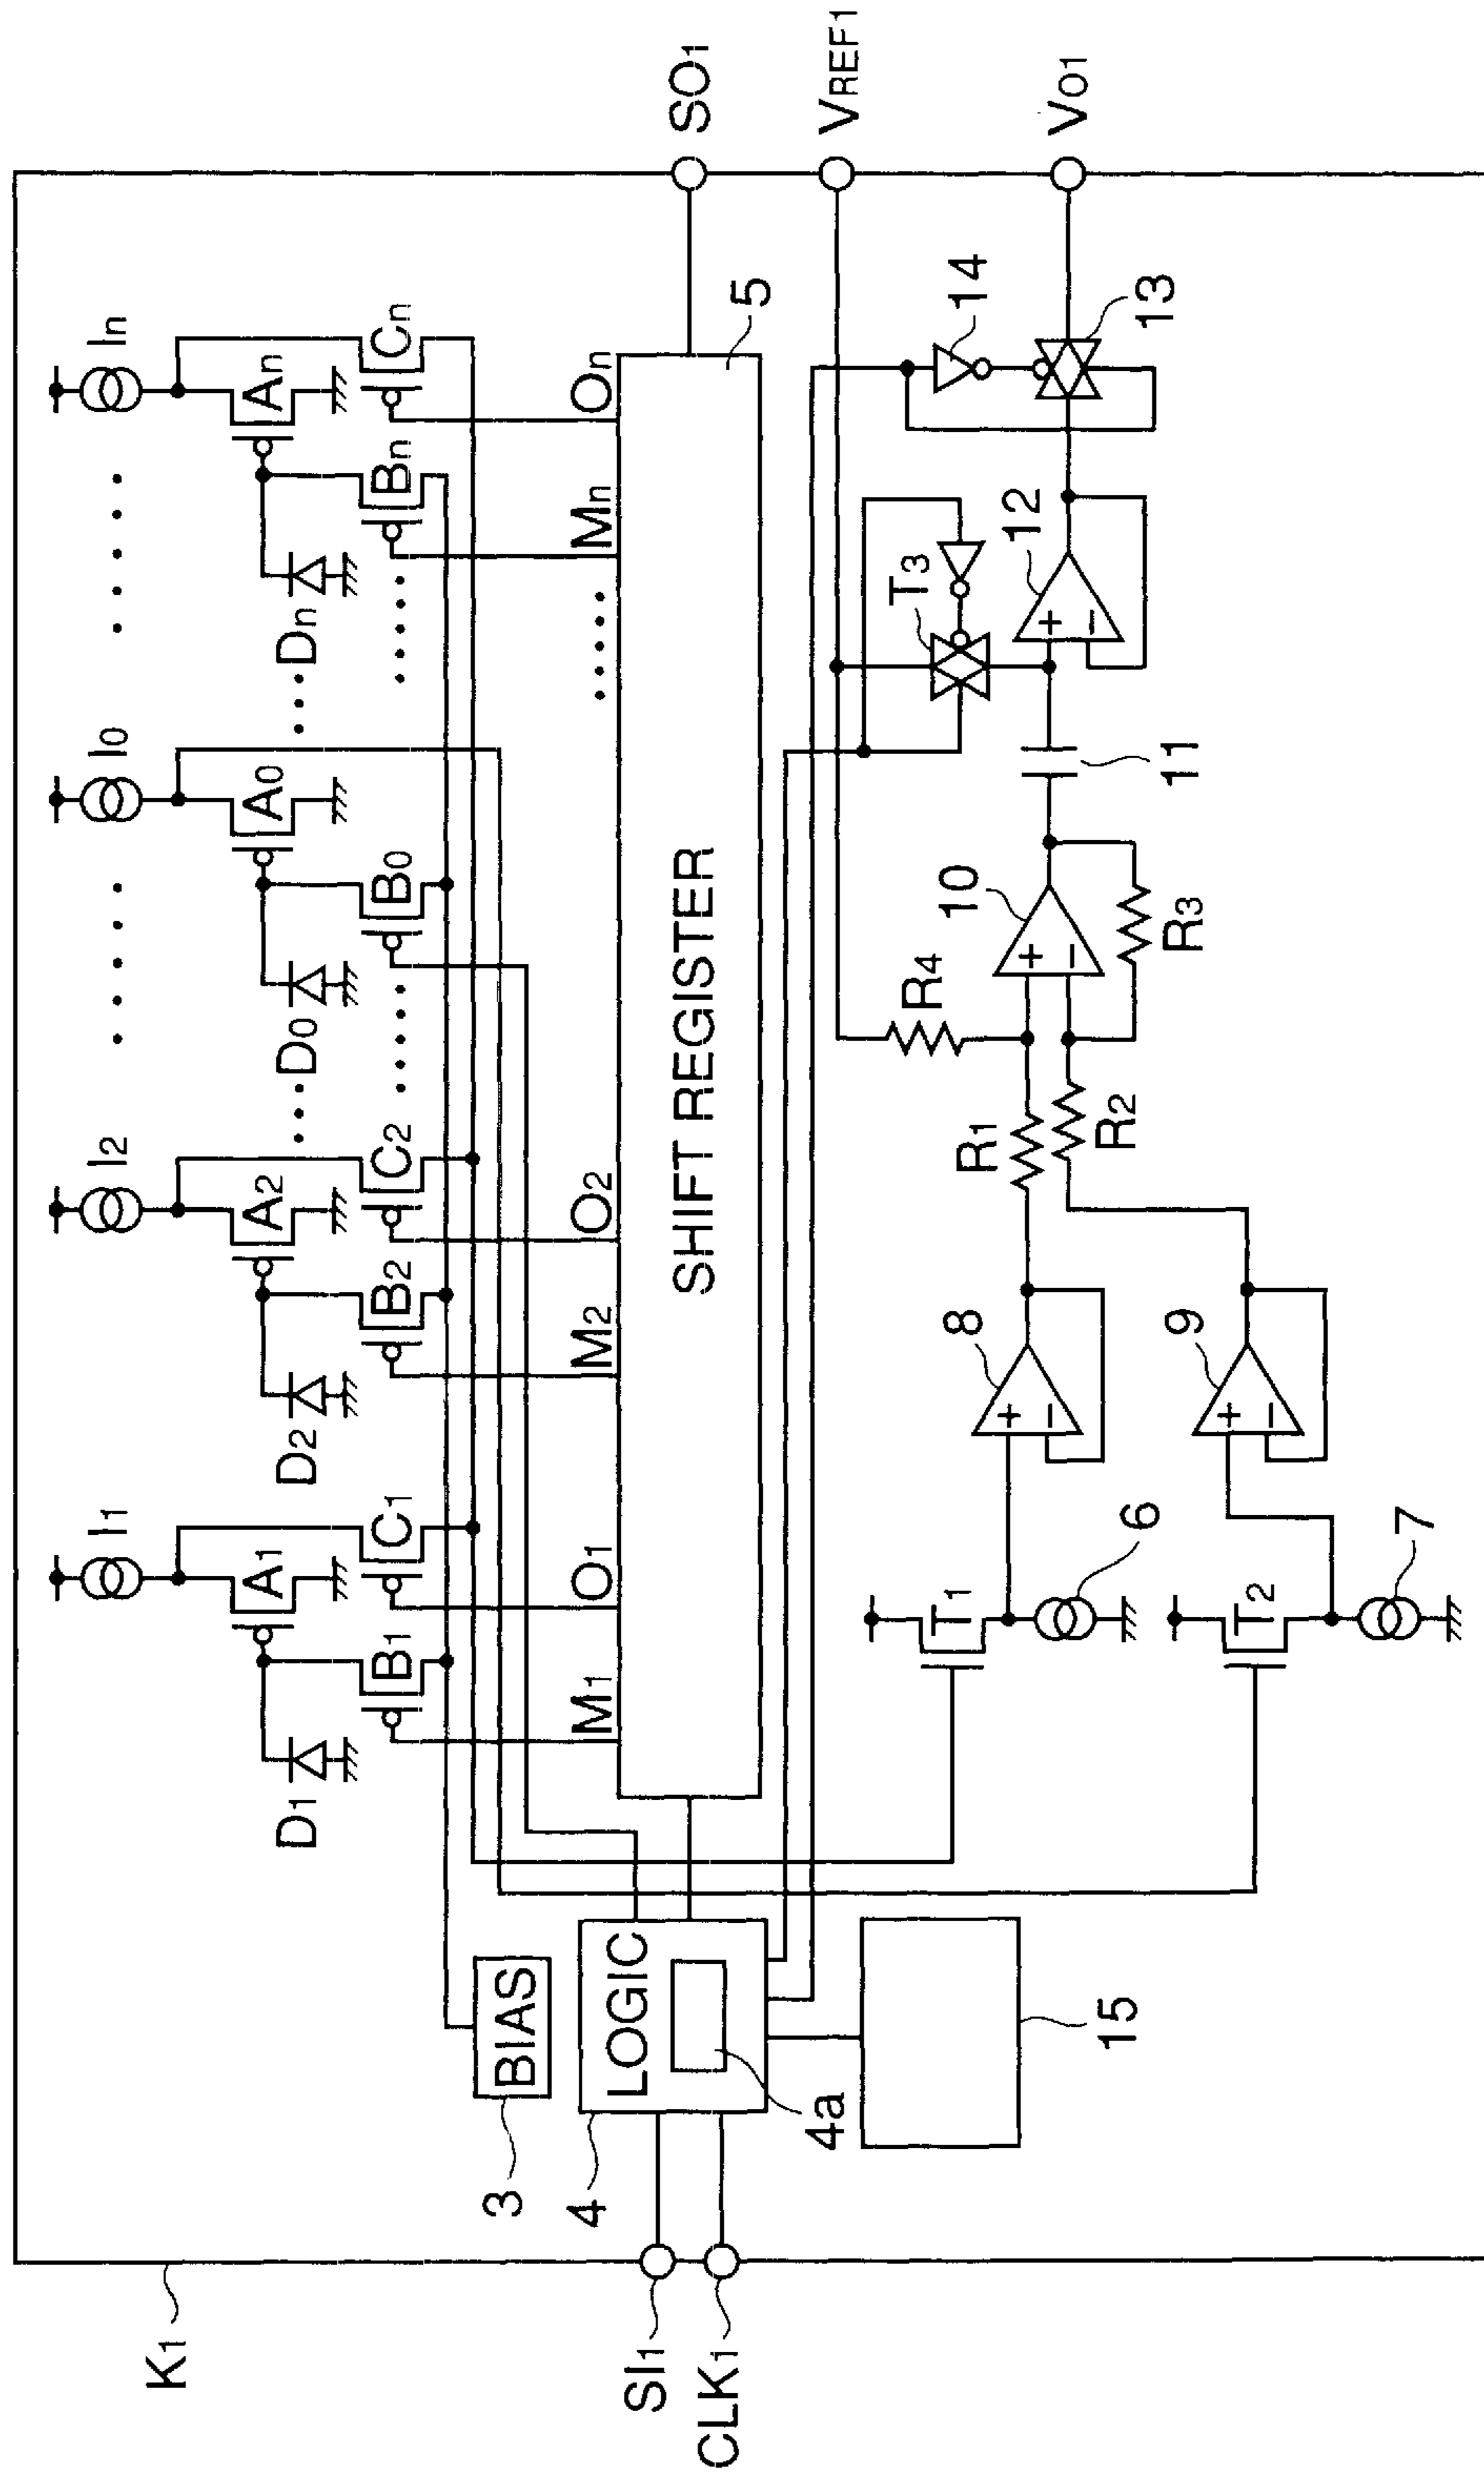 K1
I1
I2
I0
In
A1
A2
A0
An
D1
D2
D0
Dn
B1
C1
B2
C2
B0
Bn
Cn
3
BIAS
M1
O1
M2
O2
Mn
On
SI1
CLK1
4
LOGIC
4a
SHIFT REGISTER
5
SO1
VREF1
VO1
15
T1
6
T2
7
8
+
−
9
+
−
R1
R2
R4
10
+
−
R3
11
T3
12
+
−
14
13